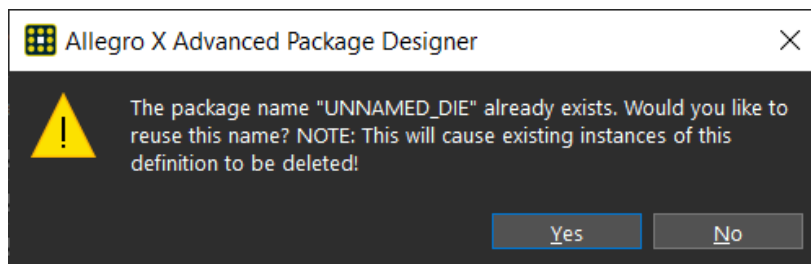 Allegro X Advanced Package Designer
The package name "UNNAMED_DIE" already exists. Would you like to
reuse this name? NOTE: This will cause existing instances of this
definition to be deleted!
Yes
No